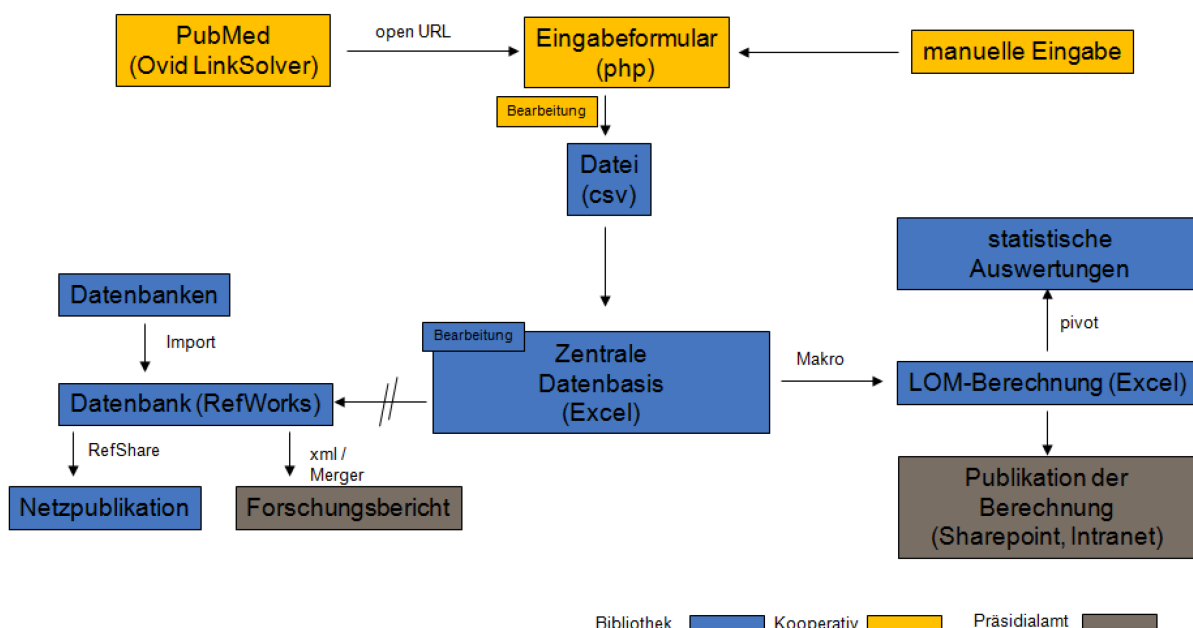 PubMed
(Ovid LinkSolver)
open URL
Eingabeformular
(php)
manuelle Eingabe
Bearbeitung
Datei
(csv)
statistische
Auswertungen
Datenbanken
pivot
Import
Bearbeitung
Zentrale
Datenbasis
(Excel)
Makro
LOM-Berechnung (Excel)
Datenbank (RefWorks)
RefShare
xml /
Merger
Netzpublikation
Forschungsbericht
Publikation der
Berechnung
(Sharepoint, Intranet)
Bibliothek
Kooperativ
Präsidialamt